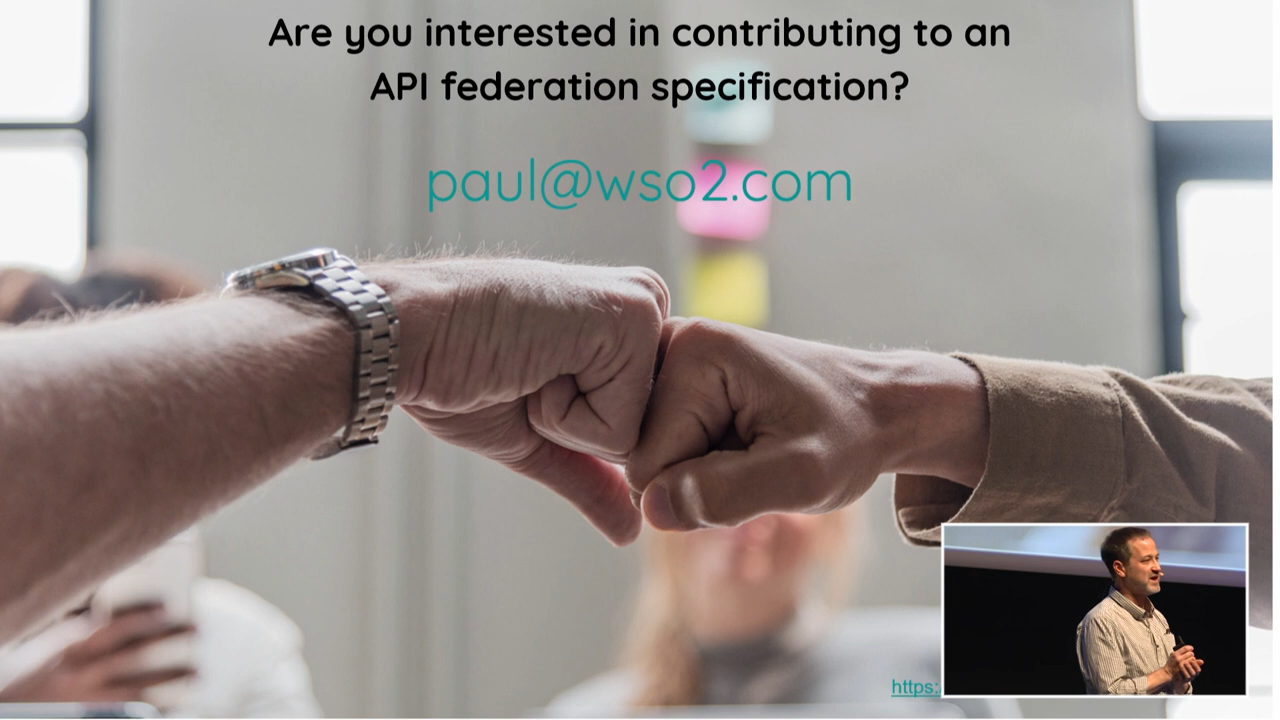 Are you interested in contributing to an
API federation specification?
paul@wso2.com
https: